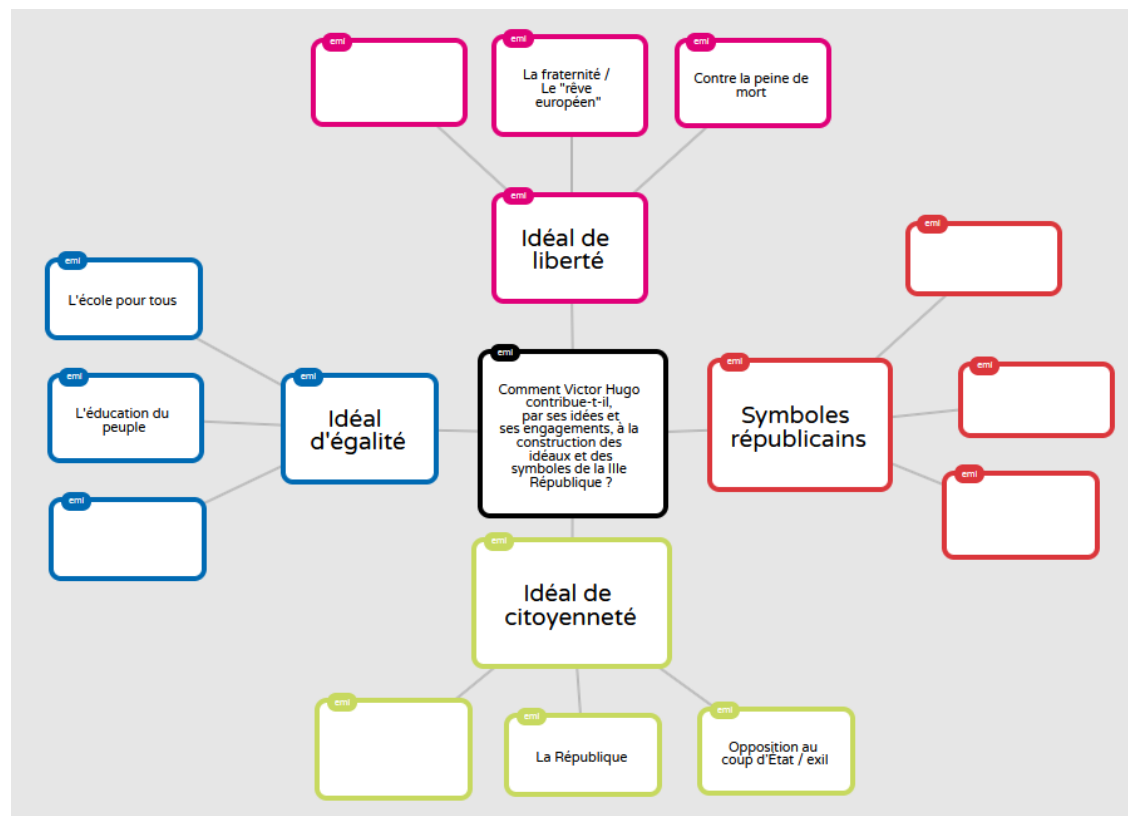 emi
emi
La fraternité /
Le "rêve
européen"
emi
Contre la peine de
mort
emi
Idéal de
liberté
emi
emi
L'école pour tous
emi
Comment Victor Hugo
contribue-t-il,
par ses idées et
ses engagements, à la
construction des
idéaux et des
symboles de la IIIe
République ?
emi
Symboles
républicains
emi
emi
L'éducation du
peuple
emi
Idéal
d'égalité
emi
emi
emi
Idéal de
citoyenneté
emi
emi
La République
emi
Opposition au
coup d'État / exil